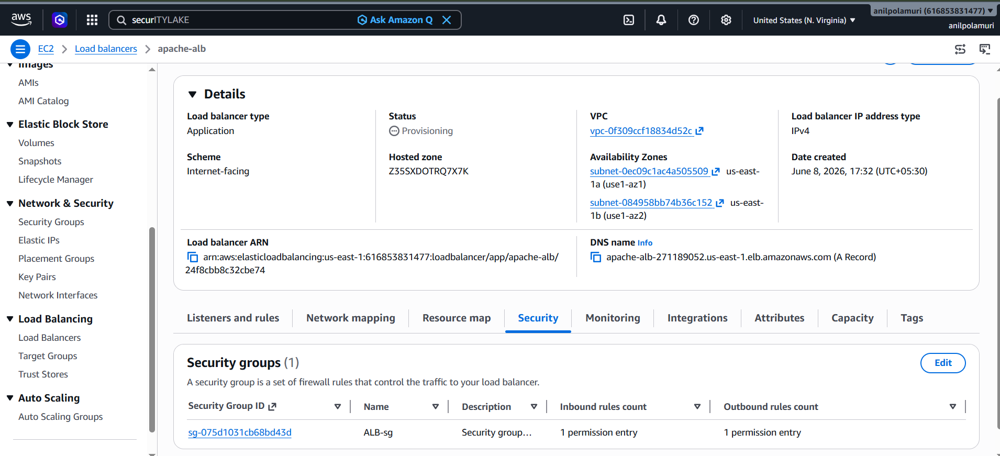 aws
securITYLAKE
Ask Amazon Q
United States (N. Virginia)
anilpolamuri (616853831477)
anilpolamuri
EC2
Load balancers
apache-alb
Images
AMIs
AMI Catalog
Elastic Block Store
Volumes
Snapshots
Lifecycle Manager
Network & Security
Security Groups
Elastic IPs
Placement Groups
Key Pairs
Network Interfaces
Load Balancing
Load Balancers
Target Groups
Trust Stores
Auto Scaling
Auto Scaling Groups
Details
Load balancer type
Application
Status
Provisioning
VPC
vpc-0f309ccf18834d52c
Load balancer IP address type
IPv4
Scheme
Internet-facing
Hosted zone
Z35SXDOTRQ7X7K
Availability Zones
subnet-0ec09c1ac4a505509 us-east-
1a (use1-az1)
subnet-084958bb74b36c152 us-east-
1b (use1-az2)
Date created
June 8, 2026, 17:32 (UTC+05:30)
Load balancer ARN
arn:aws:elasticloadbalancing:us-east-1:616853831477:loadbalancer/app/apache-alb/
24f8cbb8c32cbe74
DNS name Info
apache-alb-271189052.us-east-1.elb.amazonaws.com (A Record)
Listeners and rules
Network mapping
Resource map
Security
Monitoring
Integrations
Attributes
Capacity
Tags
Security groups (1)
Edit
A security group is a set of firewall rules that control the traffic to your load balancer.
Security Group ID
Name
Description
Inbound rules count
Outbound rules count
sg-075d1031cb68bd43d
ALB-sg
Security group...
1 permission entry
1 permission entry